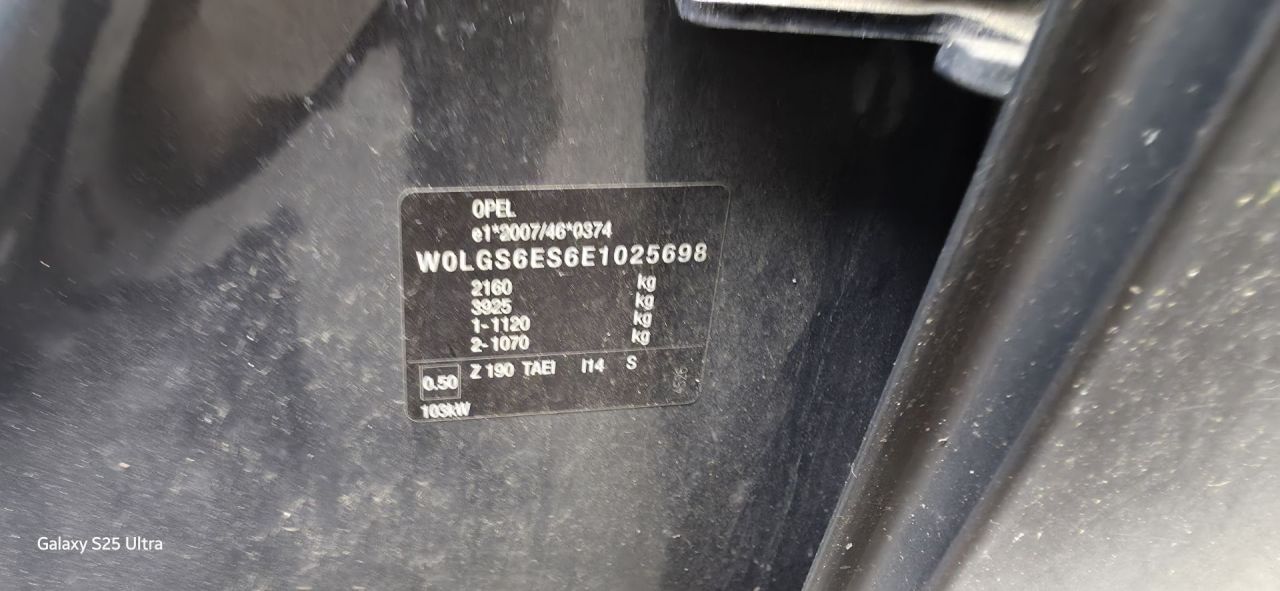 OPEL
e1*2007/46*0374
W0LGS6ES6E1025698
2160 kg
3925 kg
1-1120 kg
2-1070 kg
0.50 Z 190 TAEI I14 S
103kW
Galaxy S25 Ultra